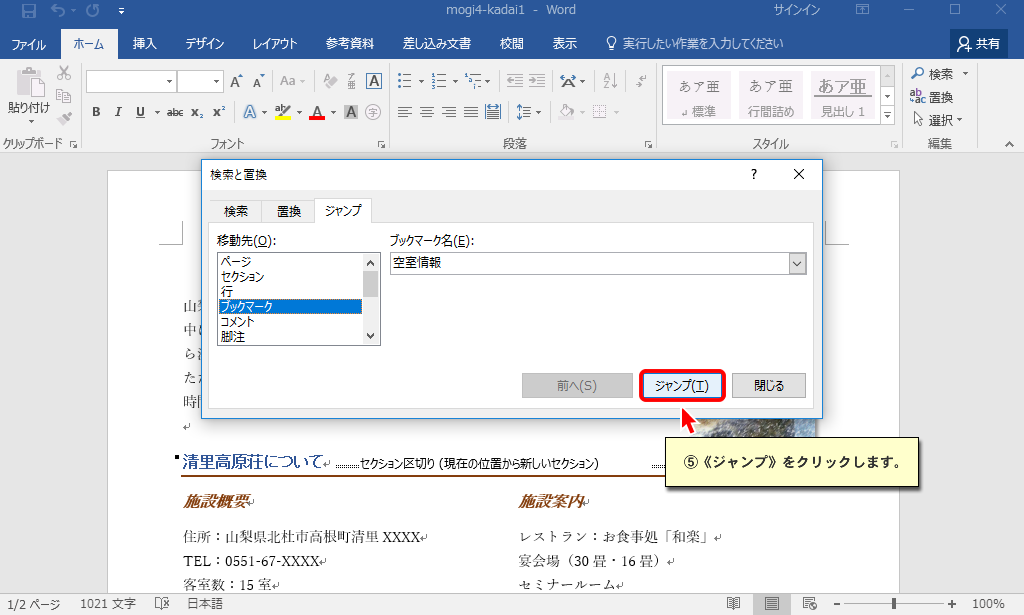 mogi4-kadai1 - Word
サインイン
ファイル ホーム 挿入 デザイン レイアウト 参考資料 差し込み文書 校閲 表示 実行したい作業を入力してください 共有
貼り付け
クリップボード
Aa
A
B I U abc x₂ x²
A A A 字
フォント
段落
あア亜 あア亜 あア亜
標準 行間詰め 見出し 1
スタイル
検索
置換
選択
編集
検索と置換
?
検索 置換 ジャンプ
移動先(O):
ページ
セクション
行
ブックマーク
コメント
脚注
ブックマーク名(E):
空室情報
前へ(S) ジャンプ(T) 閉じる
⑤《ジャンプ》をクリックします。
山
中
ら
た
時間
清里高原荘について
セクション区切り (現在の位置から新しいセクション)
施設概要
住所：山梨県北杜市高根町清里 XXXX
TEL：0551-67-XXXX
客室数：15 室
施設案内
レストラン：お食事処「和楽」
宴会場（30 畳・16 畳）
セミナールーム
1/2 ページ 1021 文字 日本語
100%